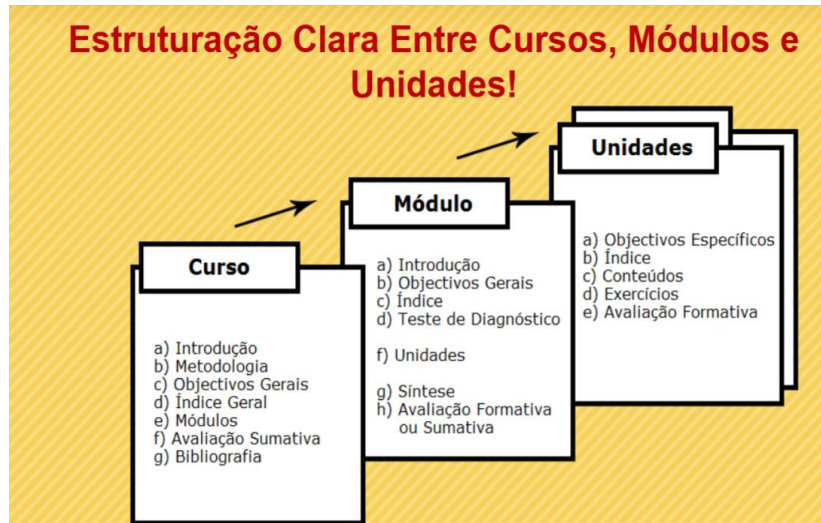 Estruturação Clara Entre Cursos, Módulos e
Unidades!
Curso
a) Introdução
b) Metodologia
c) Objectivos Gerais
d) Índice Geral
e) Módulos
f) Avaliação Sumativa
g) Bibliografia
Módulo
a) Introdução
b) Objectivos Gerais
c) Índice
d) Teste de Diagnóstico
f) Unidades
g) Síntese
h) Avaliação Formativa
ou Sumativa
Unidades
a) Objectivos Específicos
b) Índice
c) Conteúdos
d) Exercícios
e) Avaliação Formativa